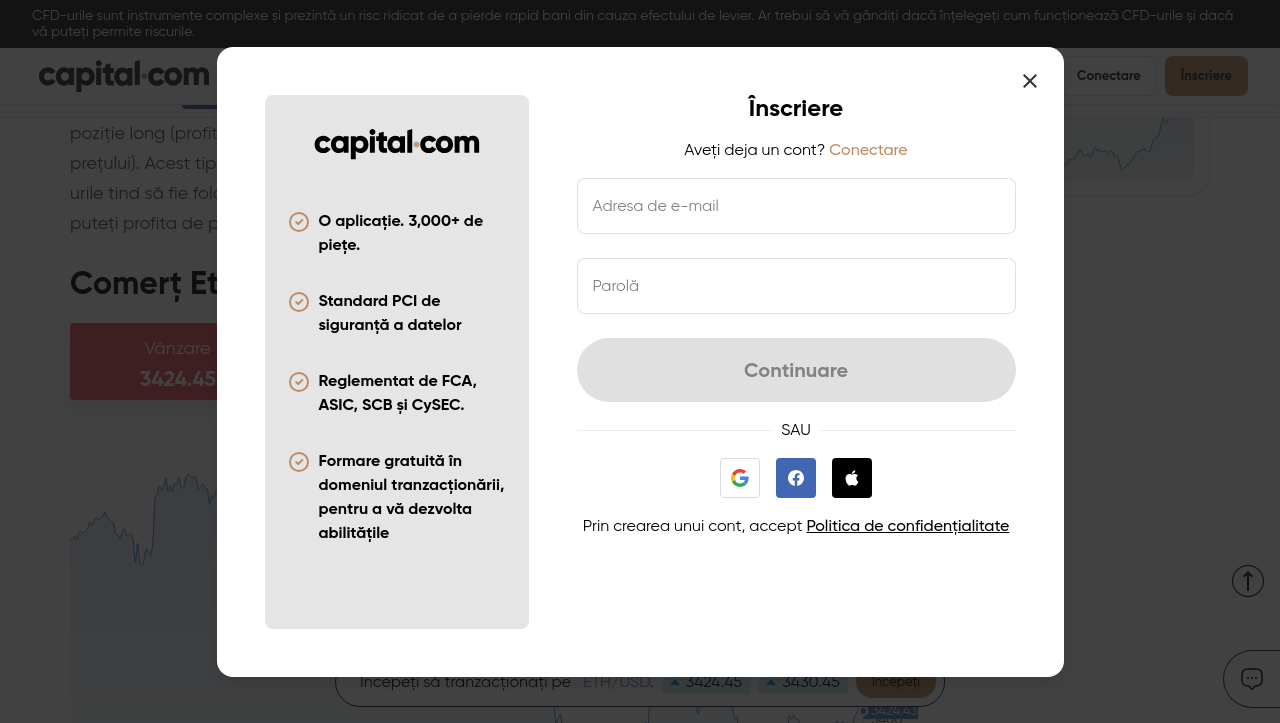 CFD-urile sunt instrumente complexe și prezintă un risc ridicat de a pierde rapid bani din cauza efectului de levier. Ar trebui să vă gândiți dacă înțelegeți cum funcționează CFD-urile și dacă
vă puteți permite riscurile.
capital.com
Conectare
Înscriere
poziție long (profit
prețului). Acest tip
urile tind să fie folo
puteți profita de p
Comerț Et
Vânzare
3424.45
capital.com
O aplicație. 3,000+ de
piețe.
Standard PCI de
siguranță a datelor
Reglementat de FCA,
ASIC, SCB și CySEC.
Formare gratuită în
domeniul tranzacționării,
pentru a vă dezvolta
abilitățile
Înscriere
Aveți deja un cont? Conectare
Adresa de e-mail
Parolă
Continuare
SAU
Prin crearea unui cont, accept Politica de confidențialitate
Începeți să tranzacționați pe ETH/USD. 3424.45 3430.45 Începeți
3424.43